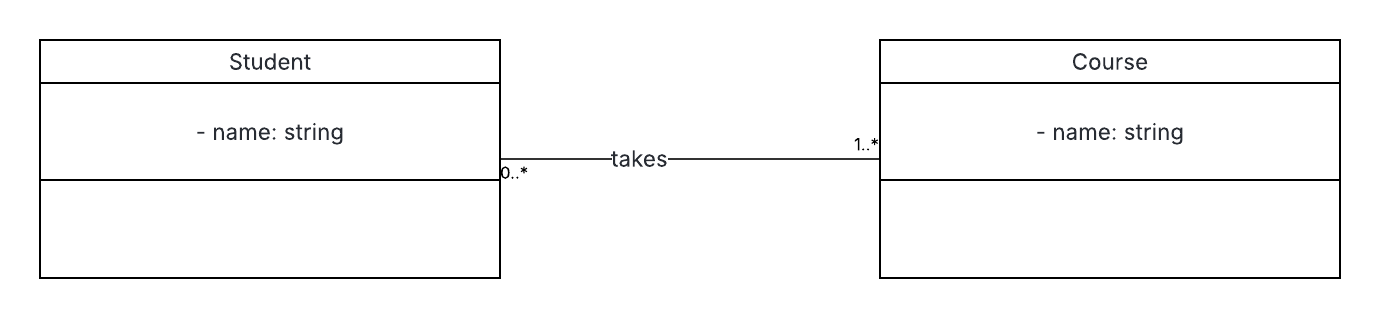 Student
- name: string
0..*
takes
1..*
Course
- name: string